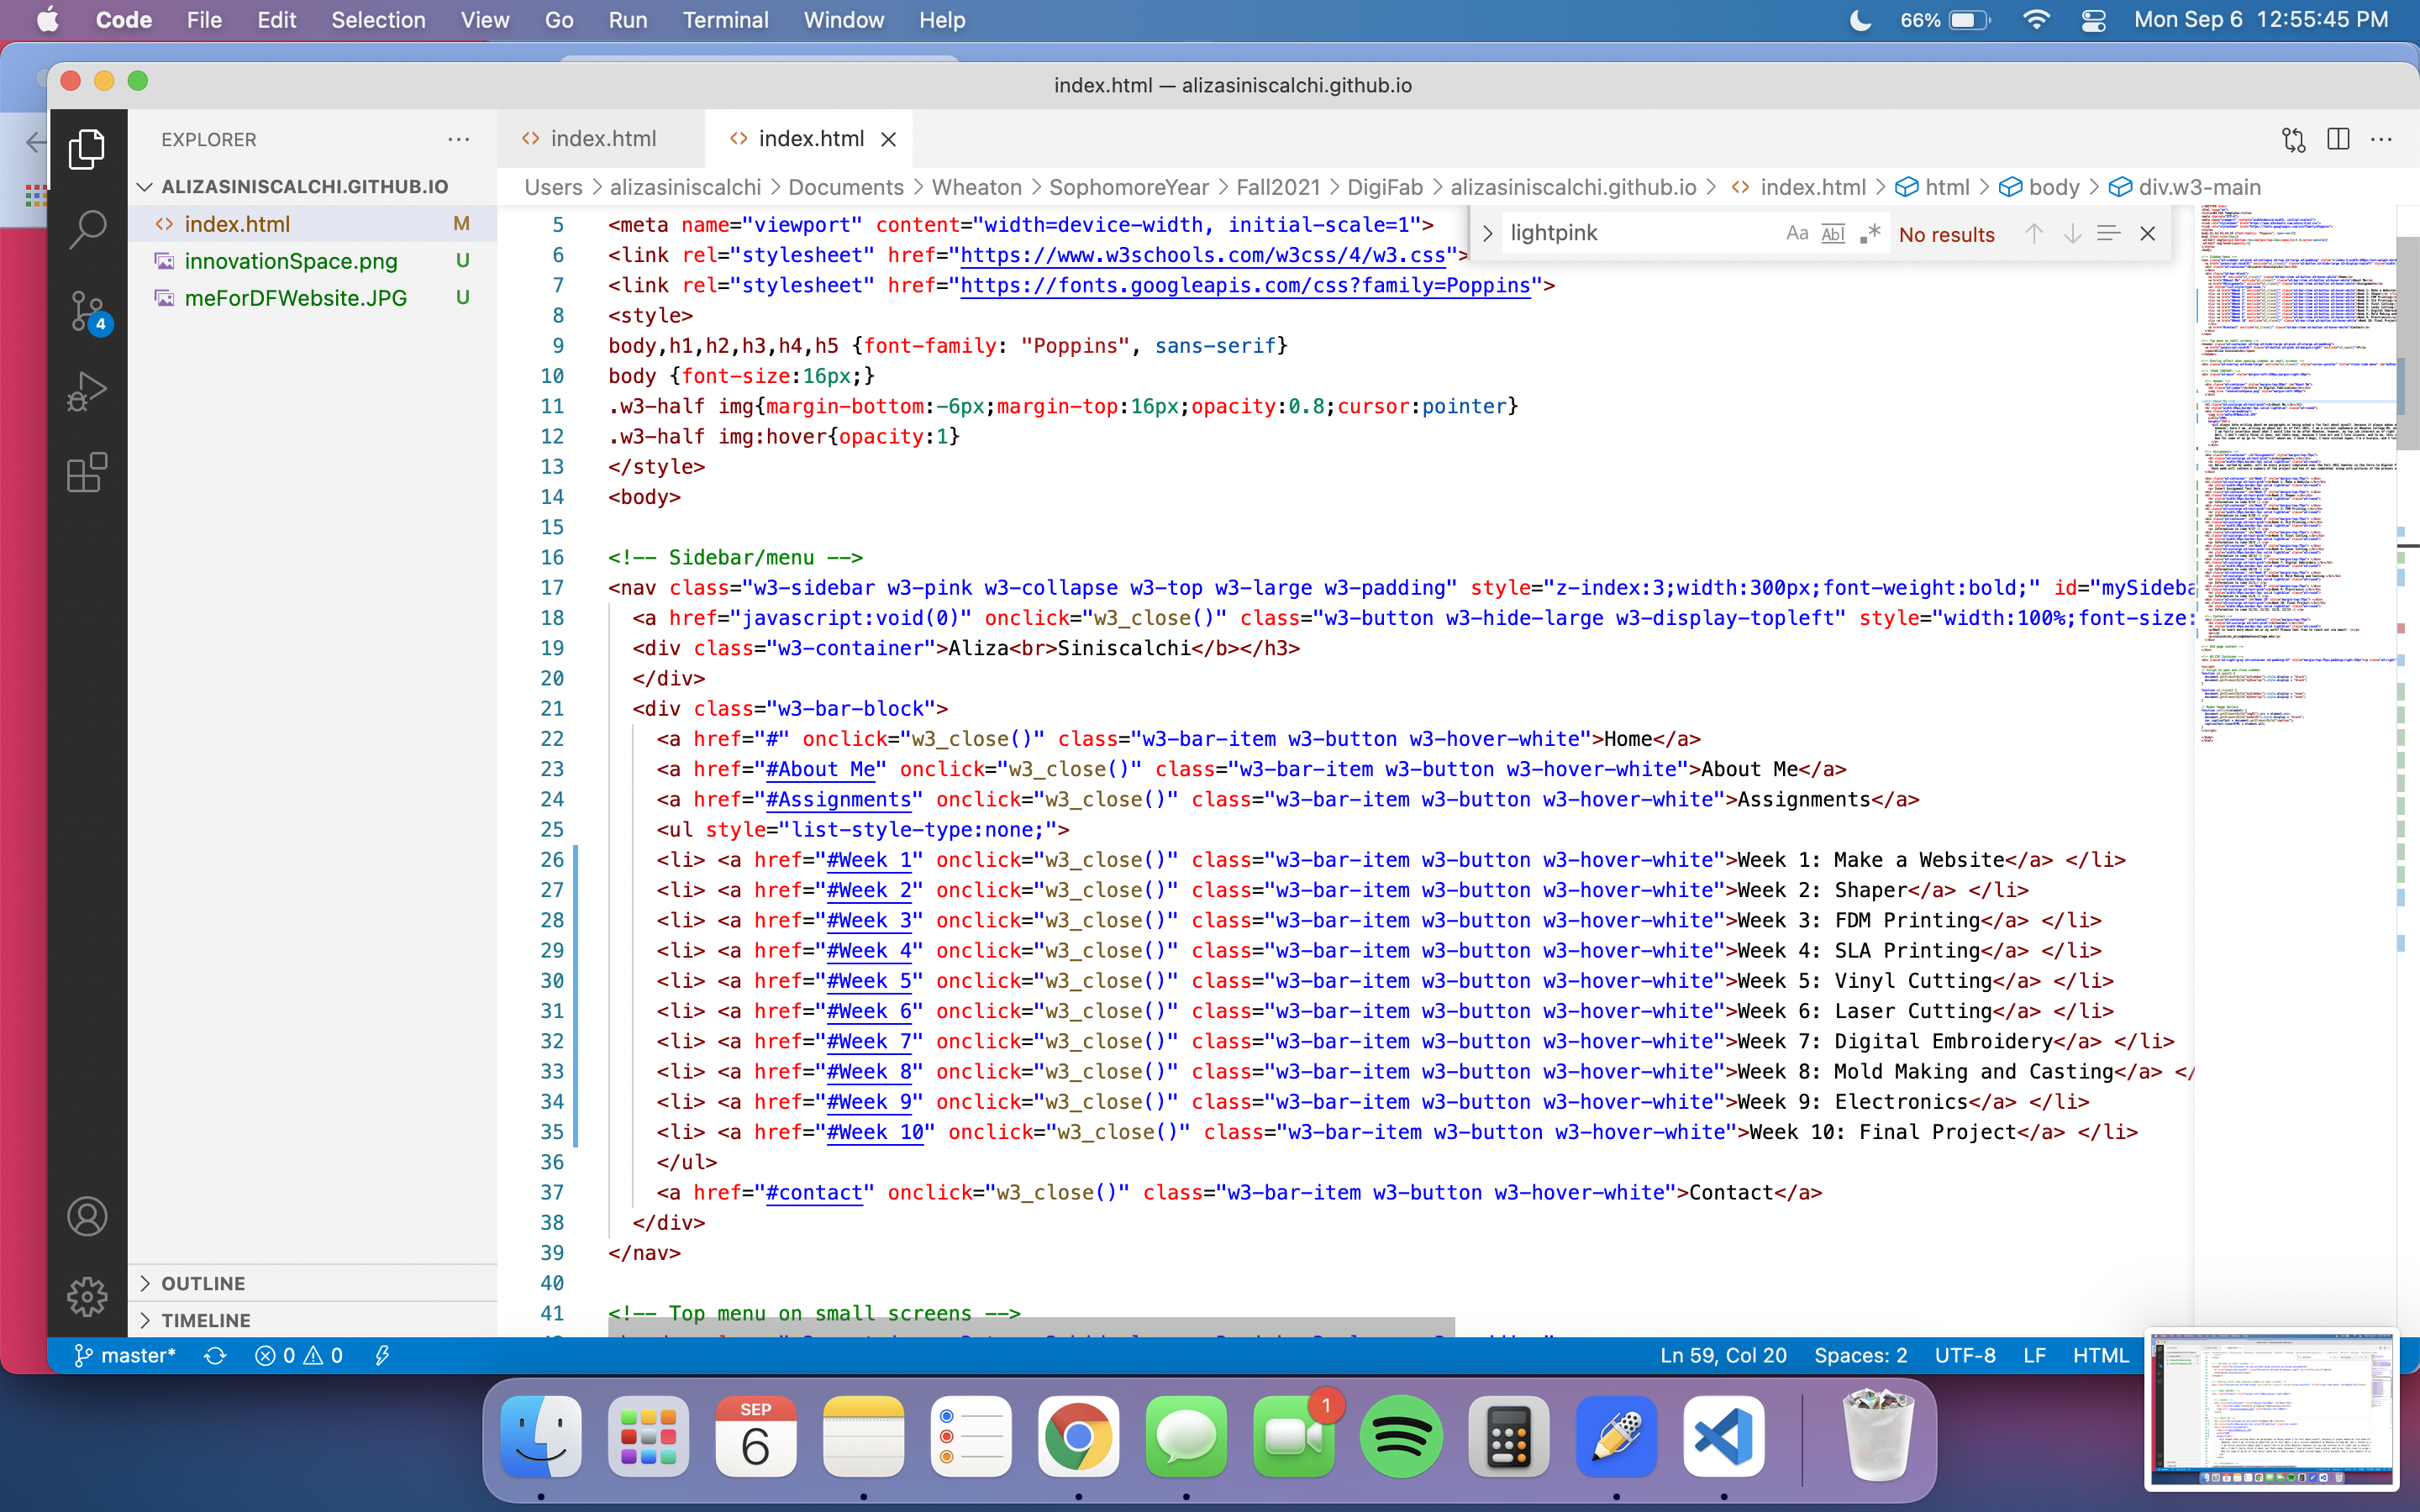 Code File Edit Selection View Go Run Terminal Window Help 66% Mon Sep 6 12:55:45 PM
index.html — alizasiniscalchi.github.io
EXPLORER
ALIZASINISCALCHI.GITHUB.IO
index.html M
innovationSpace.png U
meForDFWebsite.JPG U
4
OUTLINE
TIMELINE
index.html index.html
Users > alizasiniscalchi > Documents > Wheaton > SophomoreYear > Fall2021 > DigiFab > alizasiniscalchi.github.io > <> index.html > html > body > div.w3-main
lightpink Aa Abl .* No results
5 <meta name="viewport" content="width=device-width, initial-scale=1">
6 <link rel="stylesheet" href="https://www.w3schools.com/w3css/4/w3.css">
7 <link rel="stylesheet" href="https://fonts.googleapis.com/css?family=Poppins">
8 <style>
9 body,h1,h2,h3,h4,h5 {font-family: "Poppins", sans-serif}
10 body {font-size:16px;}
11 .w3-half img{margin-bottom:-6px;margin-top:16px;opacity:0.8;cursor:pointer}
12 .w3-half img:hover{opacity:1}
13 </style>
14 <body>
15
16 <!-- Sidebar/menu -->
17 <nav class="w3-sidebar w3-pink w3-collapse w3-top w3-large w3-padding" style="z-index:3;width:300px;font-weight:bold;" id="mySideba
18 <a href="javascript:void(0)" onclick="w3_close()" class="w3-button w3-hide-large w3-display-topleft" style="width:100%;font-size:
19 <div class="w3-container">Aliza<br>Siniscalchi</b></h3>
20 </div>
21 <div class="w3-bar-block">
22 <a href="#" onclick="w3_close()" class="w3-bar-item w3-button w3-hover-white">Home</a>
23 <a href="#About Me" onclick="w3_close()" class="w3-bar-item w3-button w3-hover-white">About Me</a>
24 <a href="#Assignments" onclick="w3_close()" class="w3-bar-item w3-button w3-hover-white">Assignments</a>
25 <ul style="list-style-type:none;">
26 <li> <a href="#Week 1" onclick="w3_close()" class="w3-bar-item w3-button w3-hover-white">Week 1: Make a Website</a> </li>
27 <li> <a href="#Week 2" onclick="w3_close()" class="w3-bar-item w3-button w3-hover-white">Week 2: Shaper</a> </li>
28 <li> <a href="#Week 3" onclick="w3_close()" class="w3-bar-item w3-button w3-hover-white">Week 3: FDM Printing</a> </li>
29 <li> <a href="#Week 4" onclick="w3_close()" class="w3-bar-item w3-button w3-hover-white">Week 4: SLA Printing</a> </li>
30 <li> <a href="#Week 5" onclick="w3_close()" class="w3-bar-item w3-button w3-hover-white">Week 5: Vinyl Cutting</a> </li>
31 <li> <a href="#Week 6" onclick="w3_close()" class="w3-bar-item w3-button w3-hover-white">Week 6: Laser Cutting</a> </li>
32 <li> <a href="#Week 7" onclick="w3_close()" class="w3-bar-item w3-button w3-hover-white">Week 7: Digital Embroidery</a> </li>
33 <li> <a href="#Week 8" onclick="w3_close()" class="w3-bar-item w3-button w3-hover-white">Week 8: Mold Making and Casting</a> </
34 <li> <a href="#Week 9" onclick="w3_close()" class="w3-bar-item w3-button w3-hover-white">Week 9: Electronics</a> </li>
35 <li> <a href="#Week 10" onclick="w3_close()" class="w3-bar-item w3-button w3-hover-white">Week 10: Final Project</a> </li>
36 </ul>
37 <a href="#contact" onclick="w3_close()" class="w3-bar-item w3-button w3-hover-white">Contact</a>
38 </div>
39 </nav>
40
41 <!-- Top menu on small screens -->
master* 0 0 Ln 59, Col 20 Spaces: 2 UTF-8 LF HTML
SEP
6
1